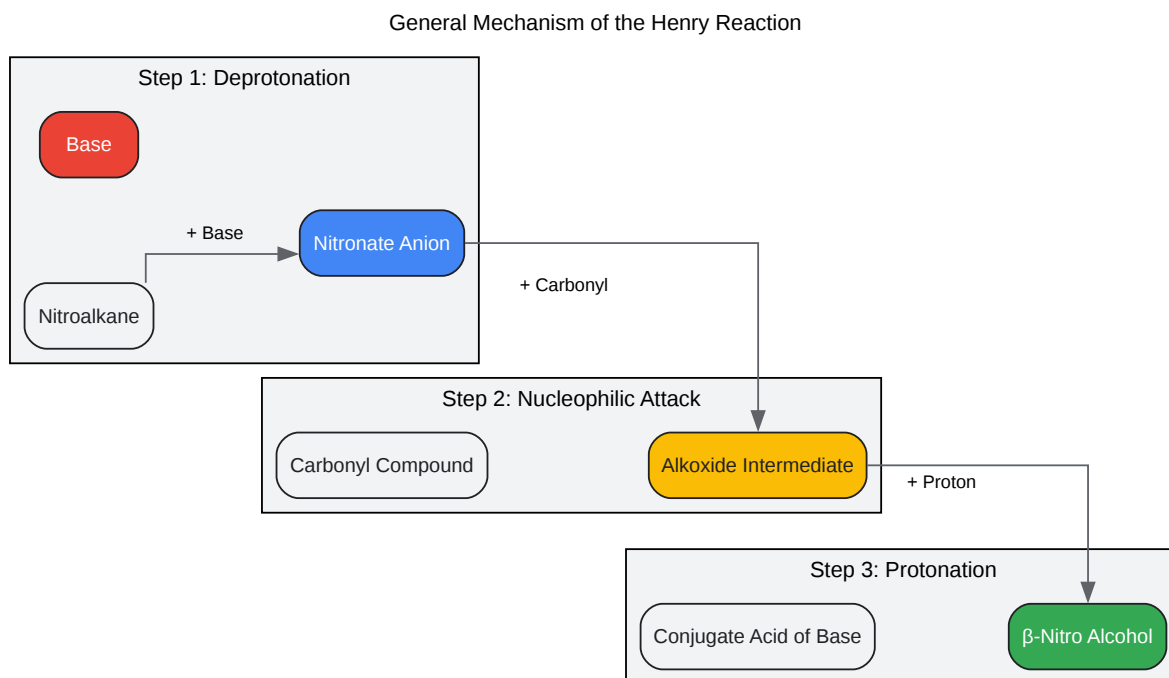 General Mechanism of the Henry Reaction
Step 1: Deprotonation
Base
+ Base
Nitronate Anion
Nitroalkane
+ Carbonyl
Step 2: Nucleophilic Attack
Carbonyl Compound
Alkoxide Intermediate
+ Proton
Step 3: Protonation
Conjugate Acid of Base
β-Nitro Alcohol